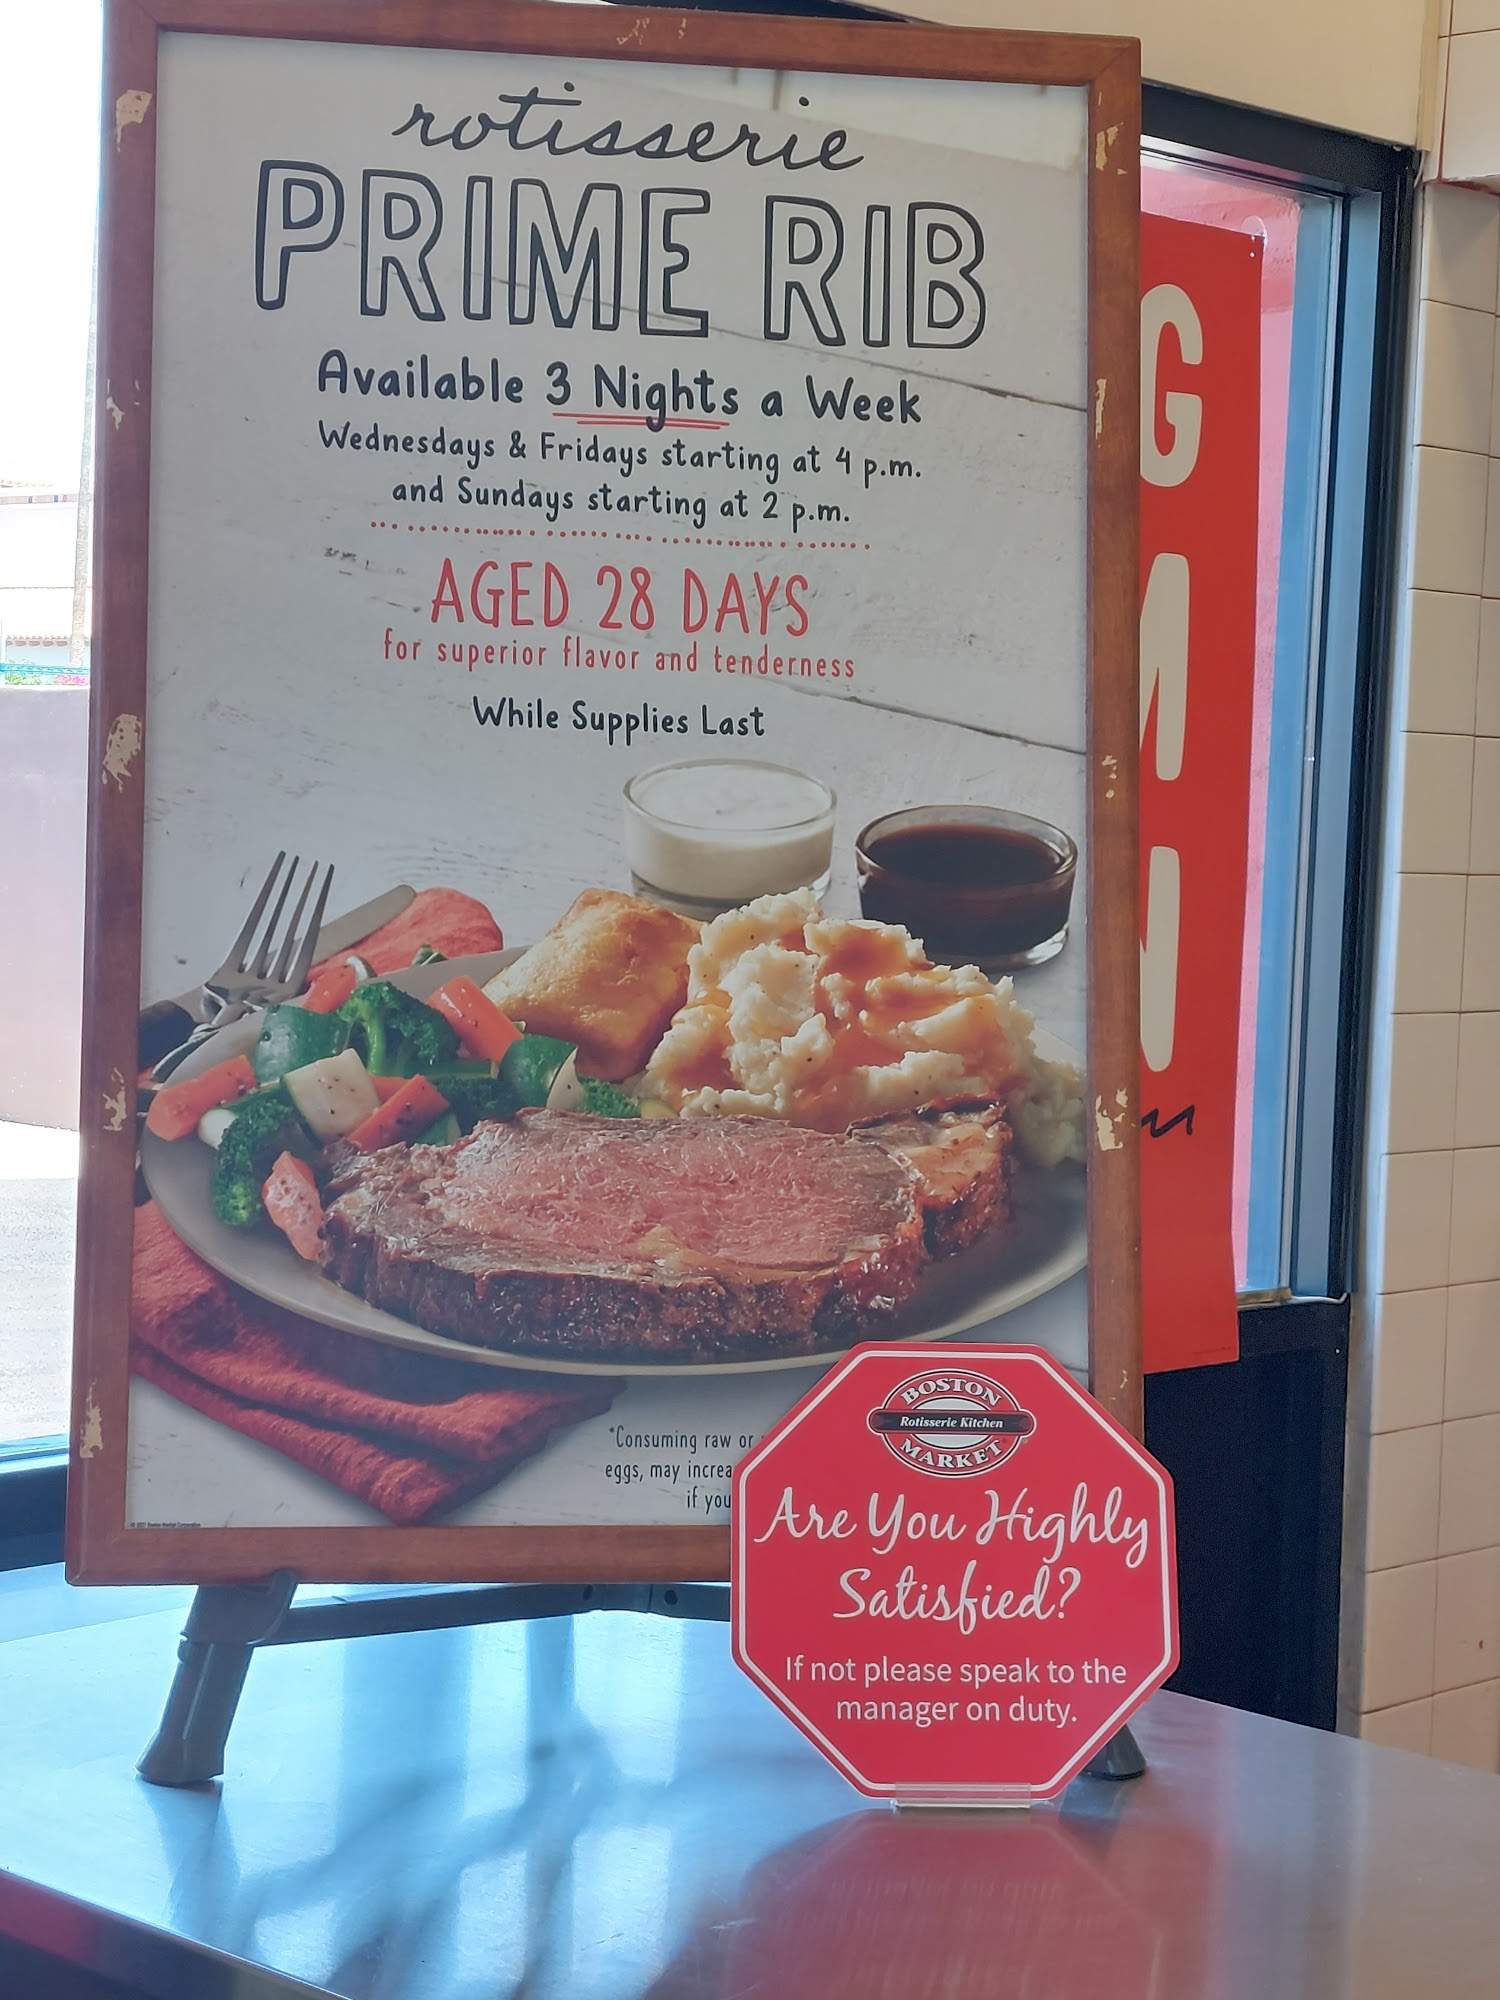 rotisserie
PRIME RIB
Available 3 Nights a Week
Wednesdays & Fridays starting at 4 p.m.
and Sundays starting at 2 p.m.
AGED 28 DAYS
for superior flavor and tenderness
While Supplies Last
*Consuming raw or
eggs, may increa
if you
BOSTON
Rotisserie Kitchen
MARKET
Are You Highly
Satisfied?
If not please speak to the
manager on duty.
G